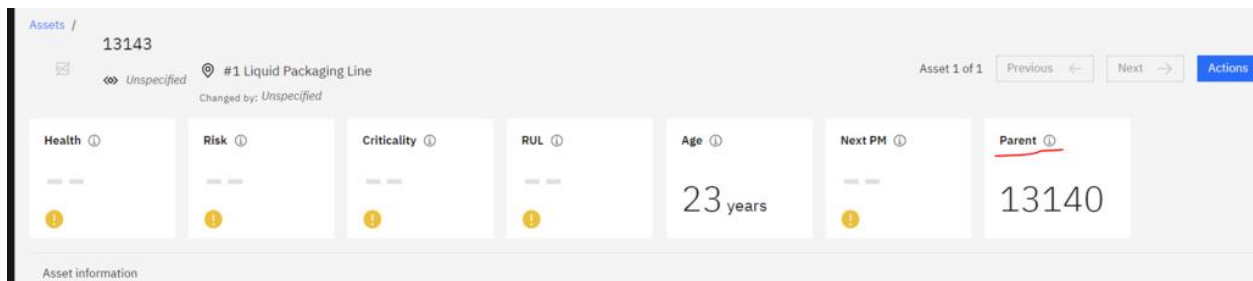 Assets /
13143
Unspecified
#1 Liquid Packaging Line
Changed by: Unspecified
Asset 1 of 1
Previous ←
Next →
Actions
Health
Risk
Criticality
RUL
Age
Next PM
Parent
-- -- -- -- 23 years -- 13140
Asset information